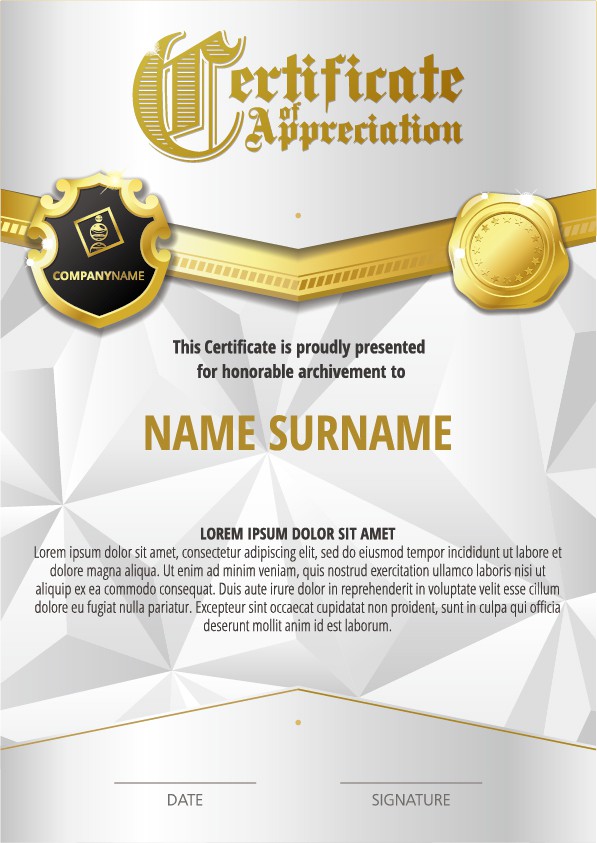 Certificate
of
Appreciation
COMPANYNAME
This Certificate is proudly presented
for honorable archivement to
NAME SURNAME
LOREM IPSUM DOLOR SIT AMET
Lorem ipsum dolor sit amet, consectetur adipiscing elit, sed do eiusmod tempor incididunt ut labore et
dolore magna aliqua. Ut enim ad minim veniam, quis nostrud exercitation ullamco laboris nisi ut
aliquip ex ea commodo consequat. Duis aute irure dolor in reprehenderit in voluptate velit esse cillum
dolore eu fugiat nulla pariatur. Excepteur sint occaecat cupidatat non proident, sunt in culpa qui officia
deserunt mollit anim id est laborum.
DATE
SIGNATURE